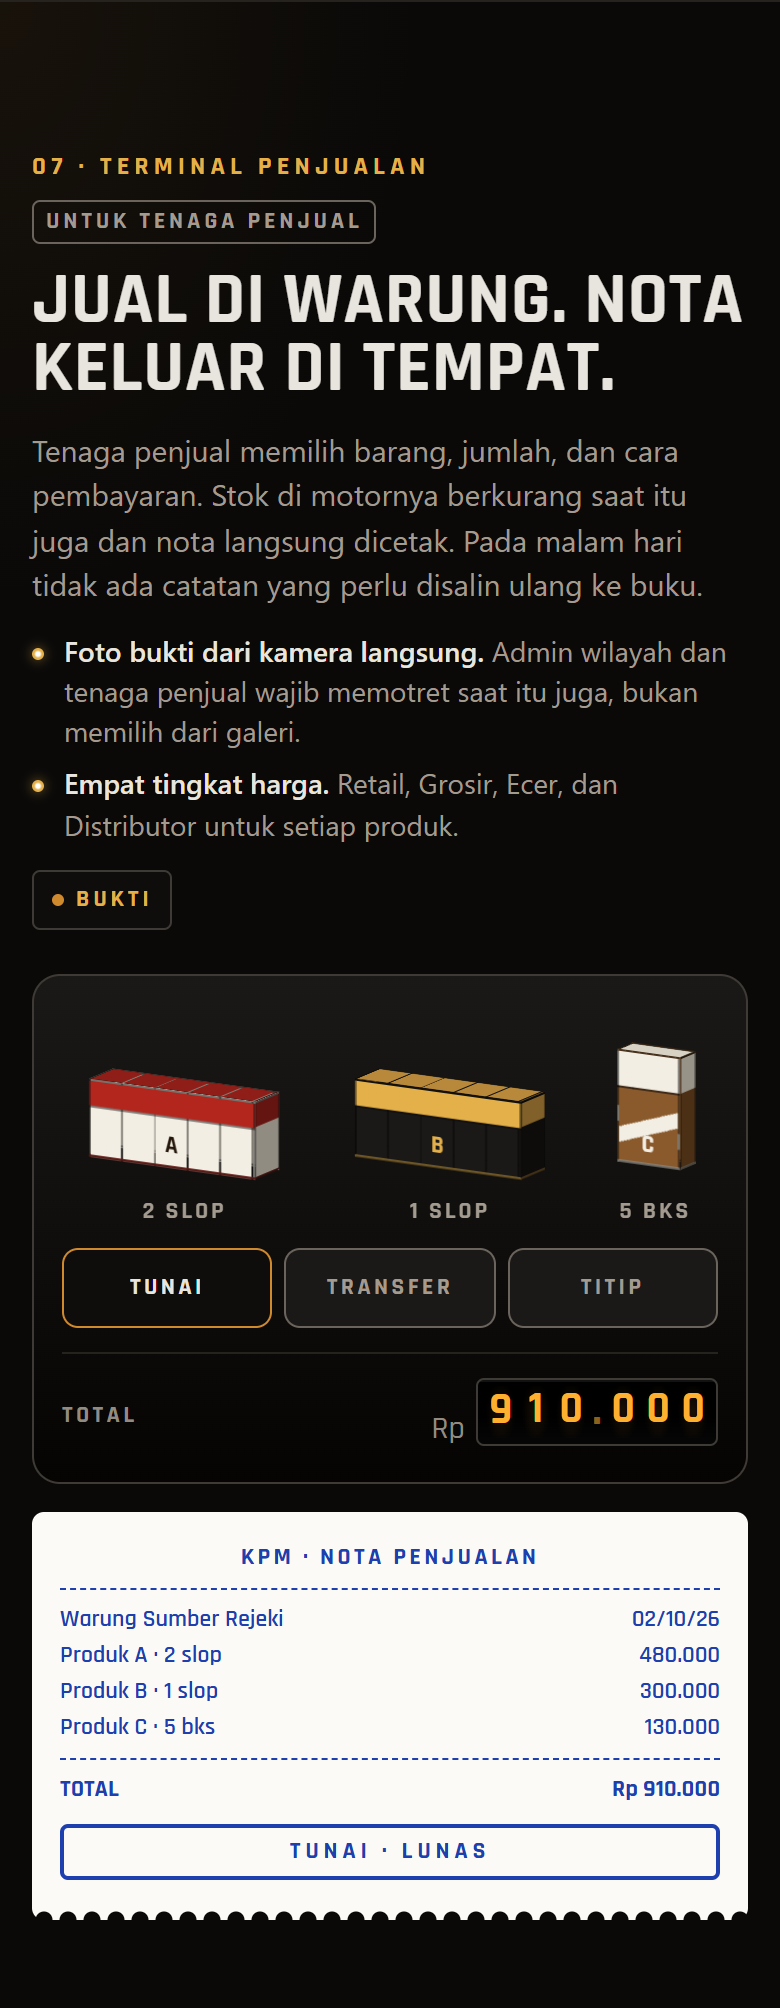 07 · TERMINAL PENJUALAN
UNTUK TENAGA PENJUAL
JUAL DI WARUNG. NOTA
KELUAR DI TEMPAT.
Tenaga penjual memilih barang, jumlah, dan cara
pembayaran. Stok di motornya berkurang saat itu
juga dan nota langsung dicetak. Pada malam hari
tidak ada catatan yang perlu disalin ulang ke buku.
Foto bukti dari kamera langsung. Admin wilayah dan
tenaga penjual wajib memotret saat itu juga, bukan
memilih dari galeri.
Empat tingkat harga. Retail, Grosir, Ecer, dan
Distributor untuk setiap produk.
BUKTI
A B C
2 SLOP 1 SLOP 5 BKS
TUNAI TRANSFER TITIP
TOTAL Rp 910.000
KPM · NOTA PENJUALAN
Warung Sumber Rejeki 02/10/26
Produk A · 2 slop 480.000
Produk B · 1 slop 300.000
Produk C · 5 bks 130.000
TOTAL Rp 910.000
TUNAI · LUNAS